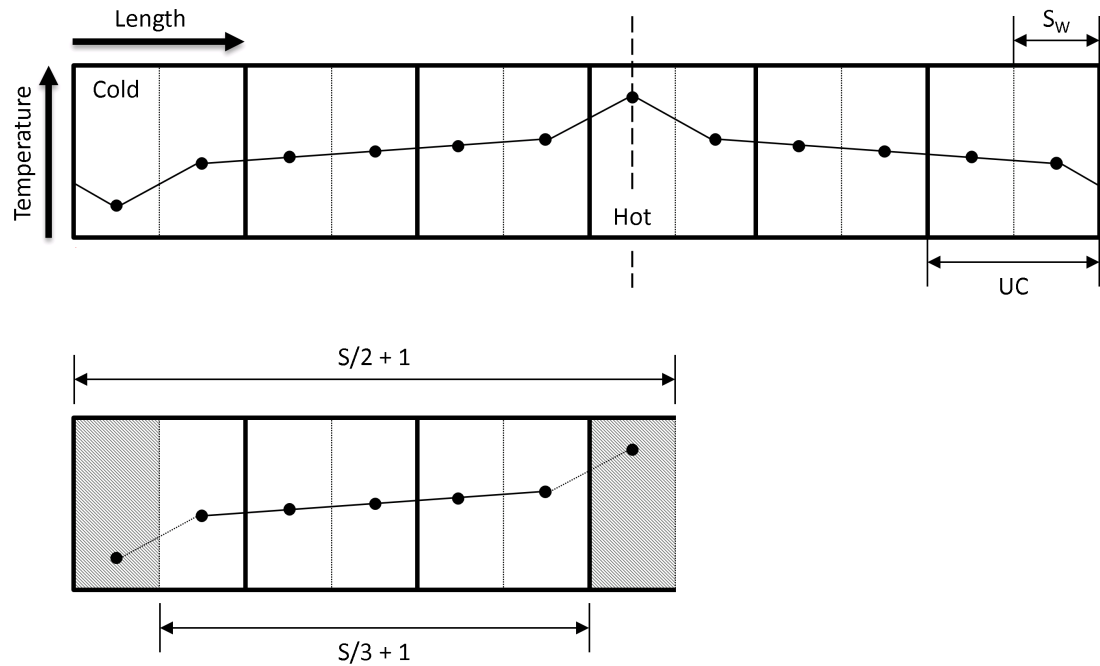 Length
S_W
Temperature
Cold
Hot
UC
S/2 + 1
S/3 + 1